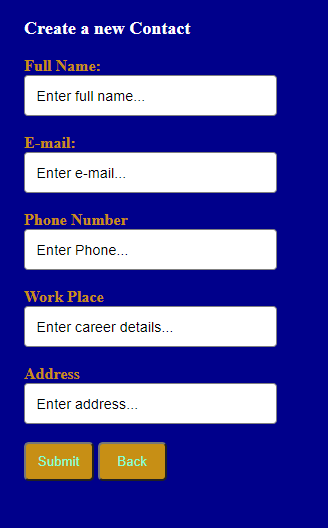 Create a new Contact
Full Name:
Enter full name...
E-mail:
Enter e-mail...
Phone Number
Enter Phone...
Work Place
Enter career details...
Address
Enter address...
Submit Back